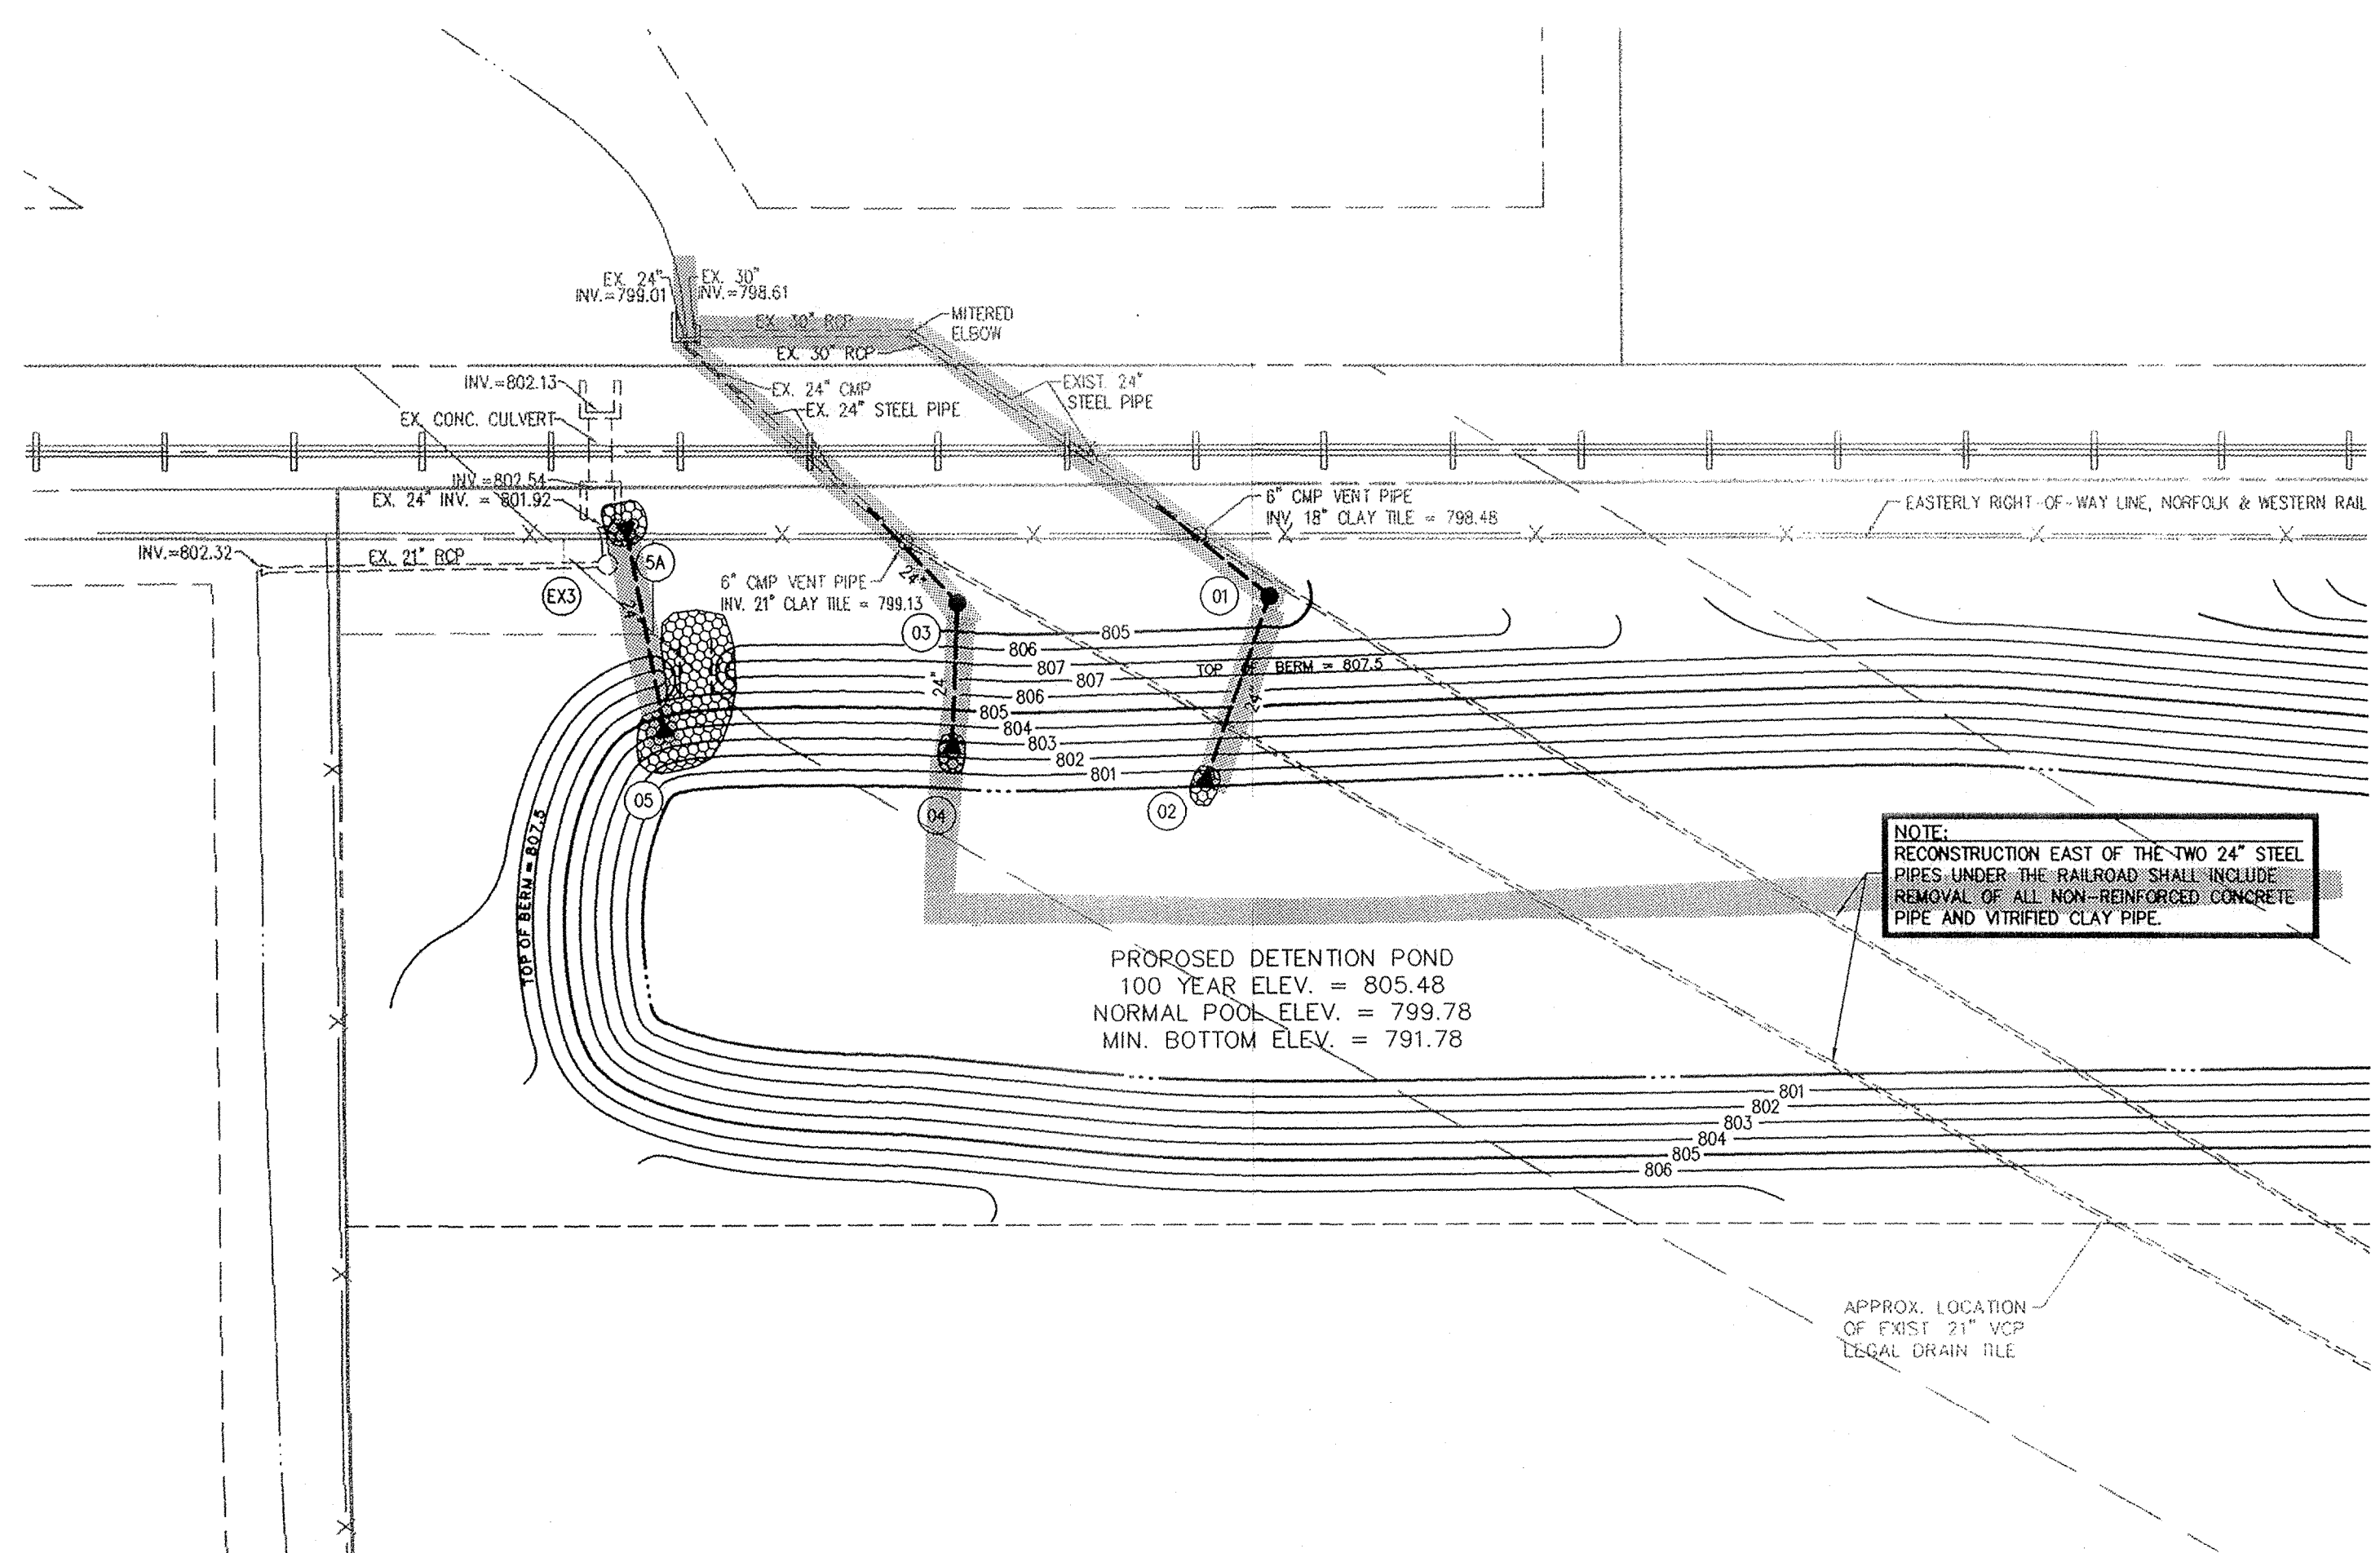 EX. 24"
INV.=799.01
EX. 30"
INV.=798.61
EX. 30" RCP
MITERED
ELBOW
EX. 30" RCP
INV.=802.13
EX. 24" CMP
EX. 24" STEEL PIPE
EXIST. 24"
STEEL PIPE
EX. CONC. CULVERT
INV.=802.54
EX. 24" INV. = 801.92
6" CMP VENT PIPE
INV. 18" CLAY TILE = 798.48
EASTERLY RIGHT-OF-WAY LINE, NORFOLK & WESTERN RAIL
INV.=802.32
EX. 21" RCP
5A
EX3
24"
6" CMP VENT PIPE
INV. 21" CLAY TILE = 799.13
24"
01
03
805
806
807
TOP OF BERM = 807.5
807
24"
806
24"
805
804
803
802
801
05
04
02
TOP OF BERM = 807.5
NOTE:
RECONSTRUCTION EAST OF THE TWO 24" STEEL
PIPES UNDER THE RAILROAD SHALL INCLUDE
REMOVAL OF ALL NON-REINFORCED CONCRETE
PIPE AND VITRIFIED CLAY PIPE.
PROPOSED DETENTION POND
100 YEAR ELEV. = 805.48
NORMAL POOL ELEV. = 799.78
MIN. BOTTOM ELEV. = 791.78
801
802
803
804
805
806
APPROX. LOCATION
OF EXIST 21" VCP
LEGAL DRAIN TILE